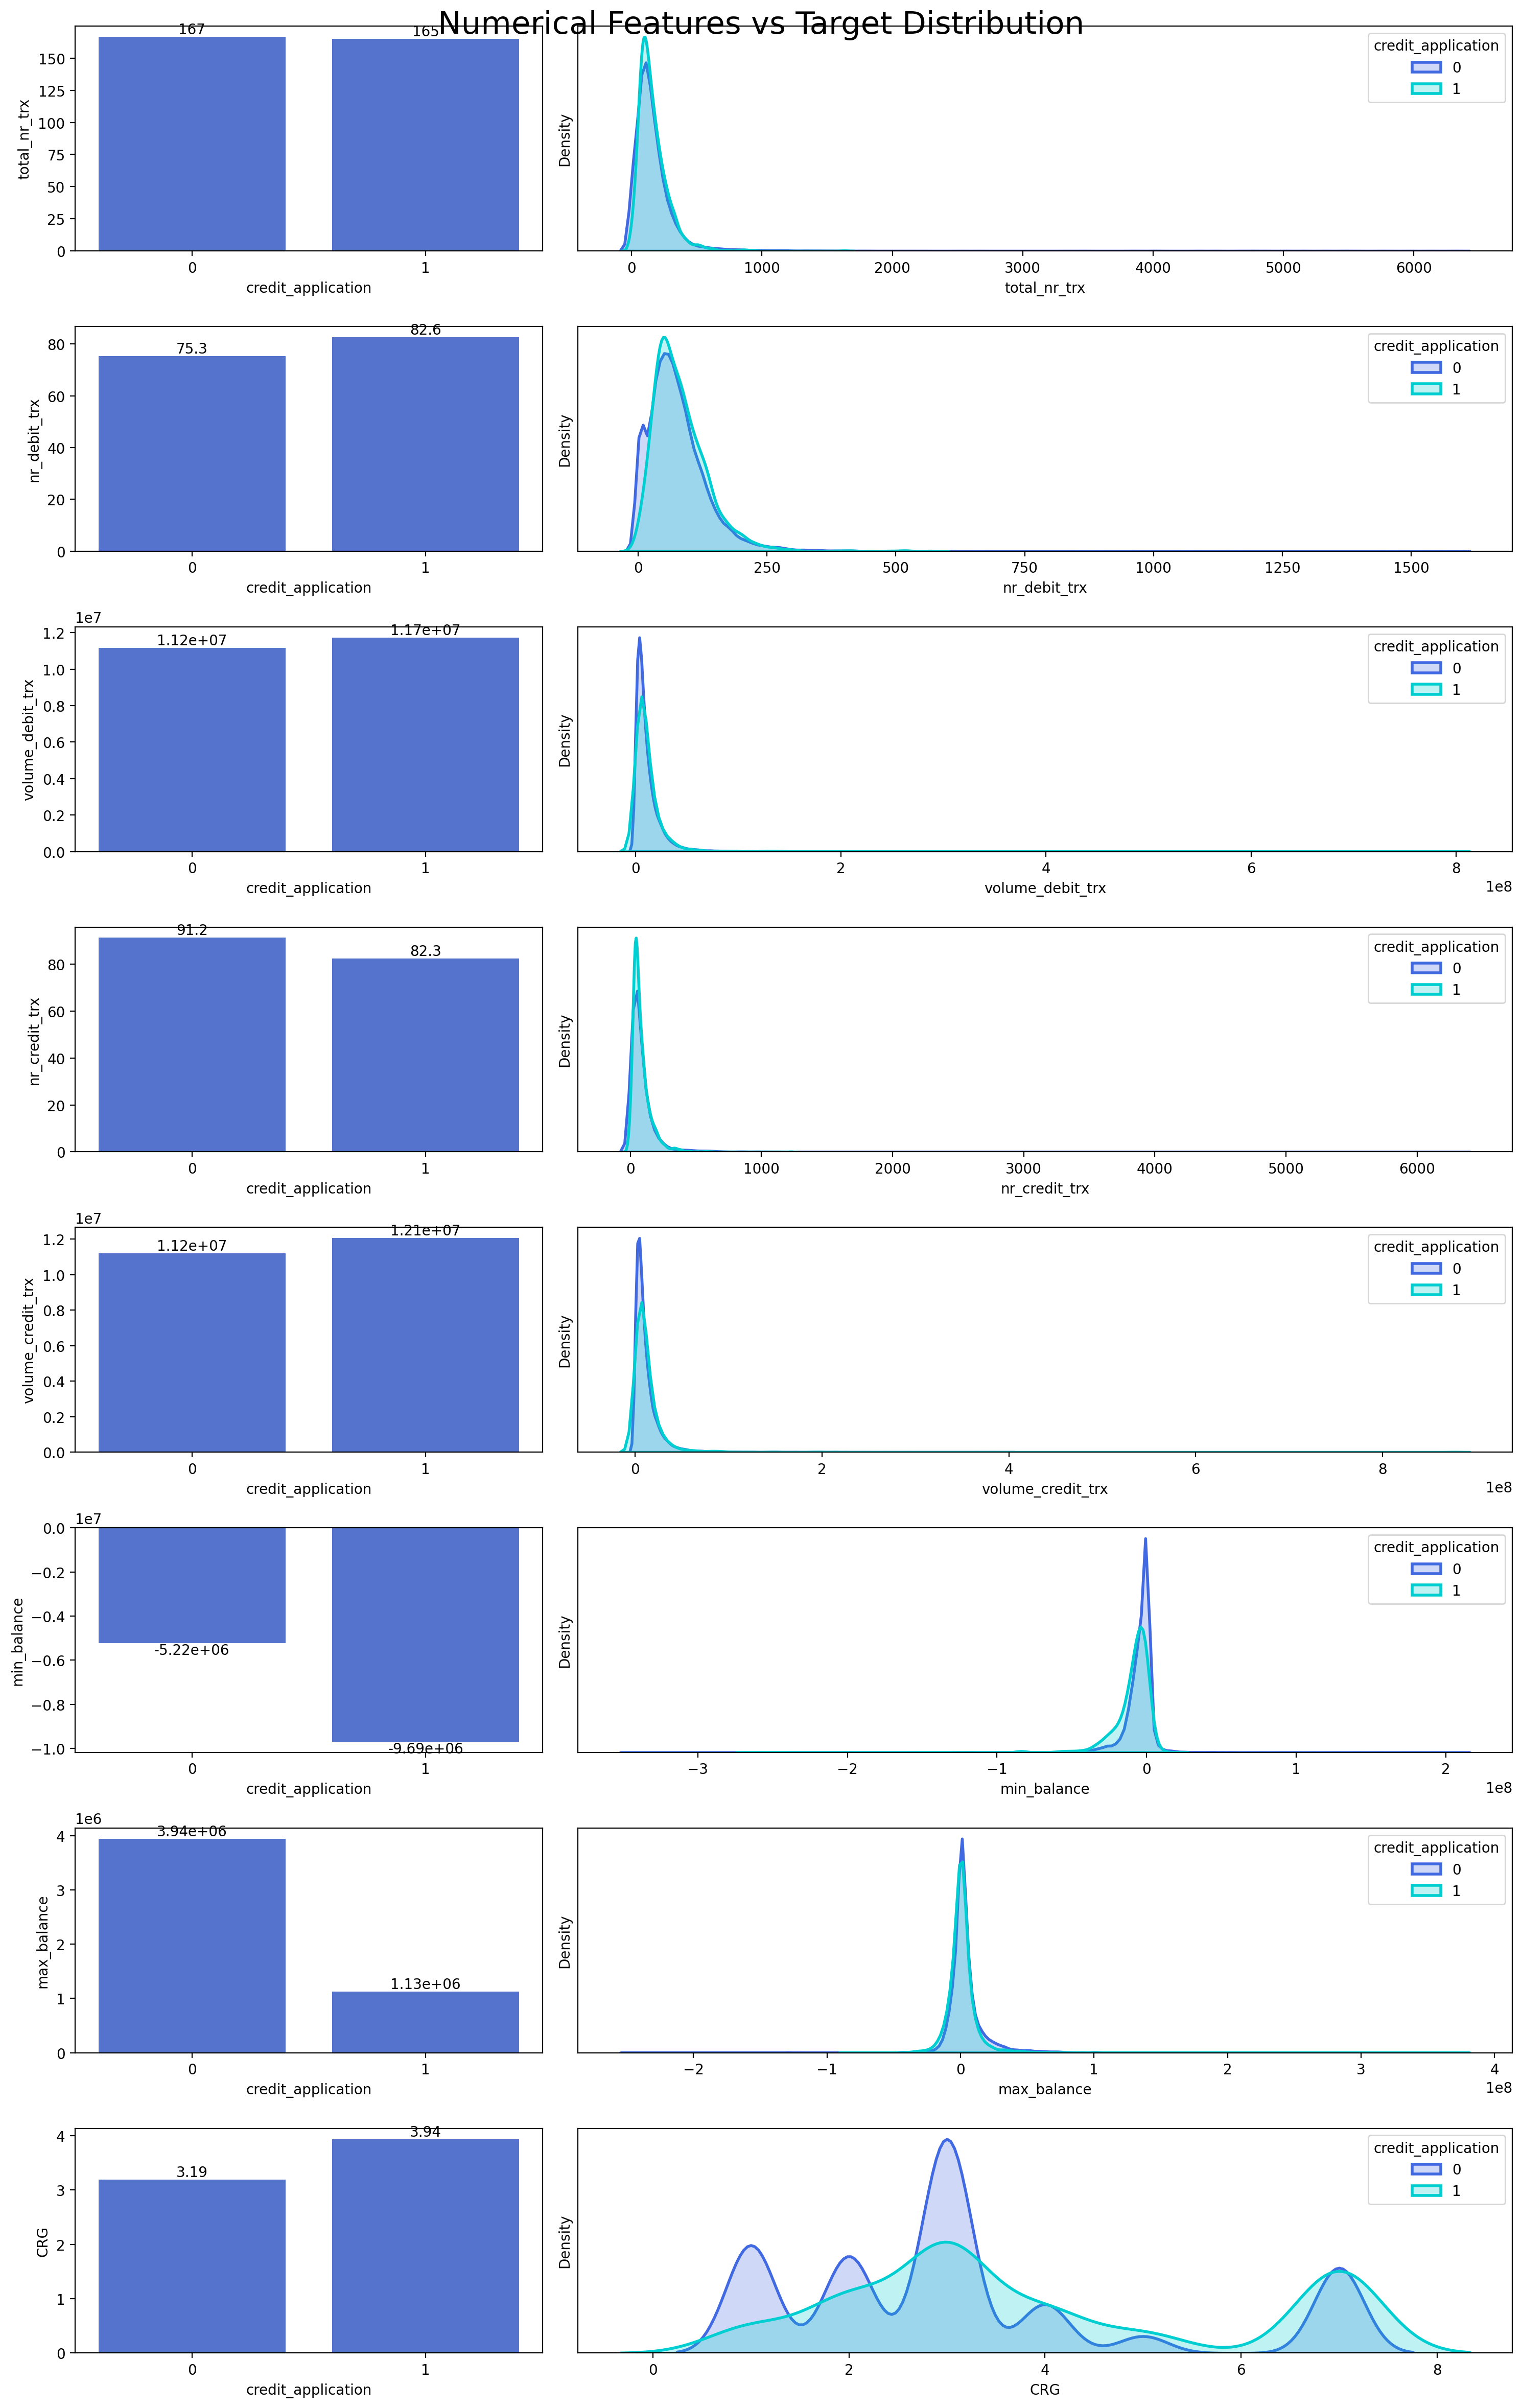 Numerical Features vs Target Distribution
total_nr_trx
150
125
100
75
50
25
0
167
165
0 1
credit_application
Density
credit_application
0
1
0 1000 2000 3000 4000 5000 6000
total_nr_trx
nr_debit_trx
80
60
40
20
0
75.3
82.6
0 1
credit_application
Density
credit_application
0
1
0 250 500 750 1000 1250 1500
nr_debit_trx
1e7
volume_debit_trx
1.2
1.0
0.8
0.6
0.4
0.2
0.0
1.12e+07
1.17e+07
0 1
credit_application
Density
credit_application
0
1
0 2 4 6 8
1e8
volume_debit_trx
nr_credit_trx
80
60
40
20
0
91.2
82.3
0 1
credit_application
Density
credit_application
0
1
0 1000 2000 3000 4000 5000 6000
nr_credit_trx
1e7
volume_credit_trx
1.2
1.0
0.8
0.6
0.4
0.2
0.0
1.12e+07
1.21e+07
0 1
credit_application
Density
credit_application
0
1
0 2 4 6 8
1e8
volume_credit_trx
1e7
min_balance
0.0
−0.2
−0.4
−0.6
−0.8
−1.0
-5.22e+06
-9.69e+06
0 1
credit_application
Density
credit_application
0
1
−3 −2 −1 0 1 2
1e8
min_balance
1e6
max_balance
4
3
2
1
0
3.94e+06
1.13e+06
0 1
credit_application
Density
credit_application
0
1
−2 −1 0 1 2 3 4
1e8
max_balance
CRG
4
3
2
1
0
3.19
3.94
0 1
credit_application
Density
credit_application
0
1
0 2 4 6 8
CRG